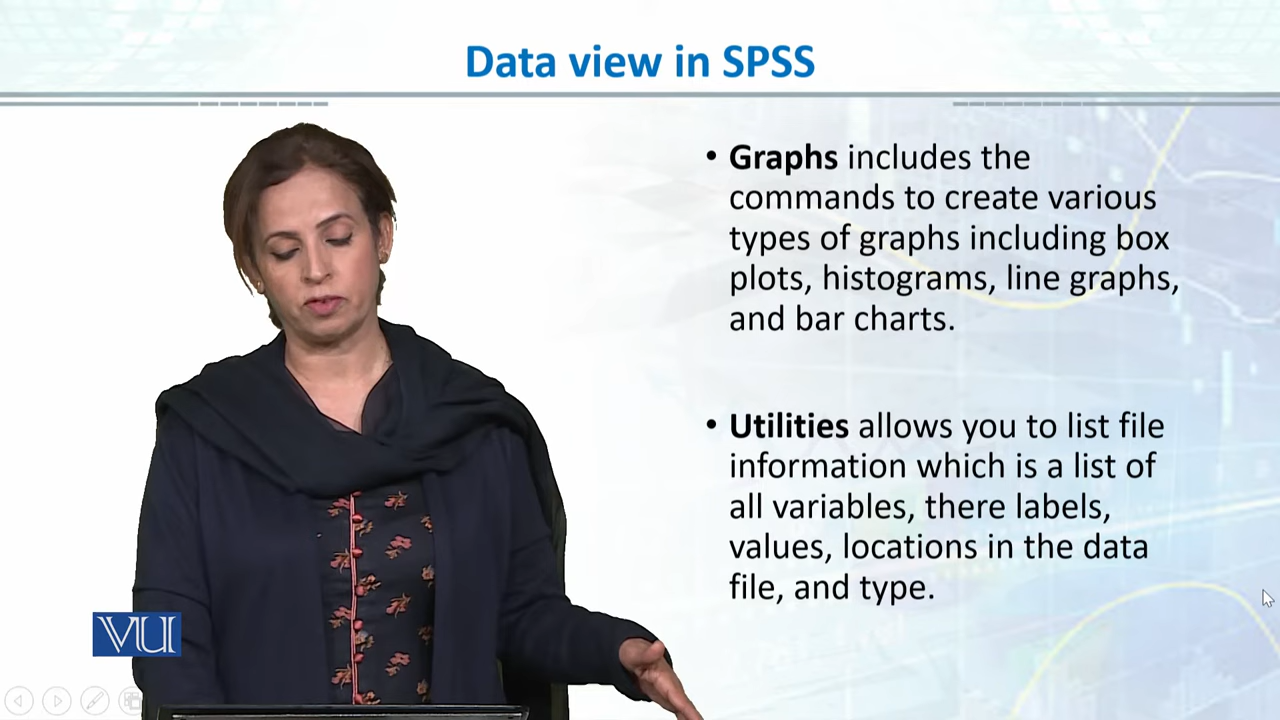 Data view in SPSS
• Graphs includes the
commands to create various
types of graphs including box
plots, histograms, line graphs,
and bar charts.
• Utilities allows you to list file
information which is a list of
all variables, there labels,
values, locations in the data
file, and type.
VU